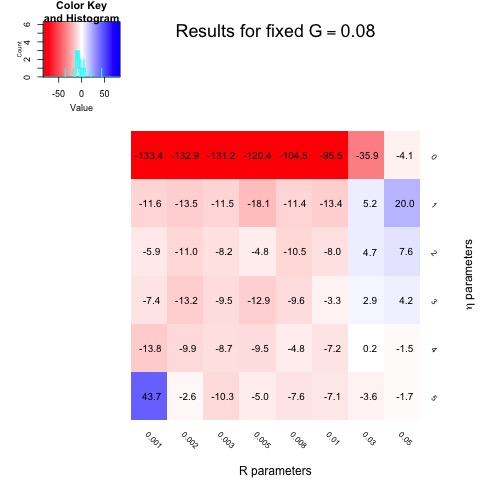 Color Key
and Histogram
Count
0 2 4 6
-50 0 50
Value
Results for fixed G = 0.08
-133.4 -132.9 -131.2 -120.4 -104.5 -95.5 -35.9 -4.1 0
-11.6 -13.5 -11.5 -18.1 -11.4 -13.4 5.2 20.0 1
-5.9 -11.0 -8.2 -4.8 -10.5 -8.0 4.7 7.6 2
-7.4 -13.2 -9.5 -12.9 -9.6 -3.3 2.9 4.2 3
-13.8 -9.9 -8.7 -9.5 -4.8 -7.2 0.2 -1.5 4
43.7 -2.6 -10.3 -5.0 -7.6 -7.1 -3.6 -1.7 5
η parameters
0.001 0.002 0.003 0.005 0.008 0.01 0.03 0.05
R parameters